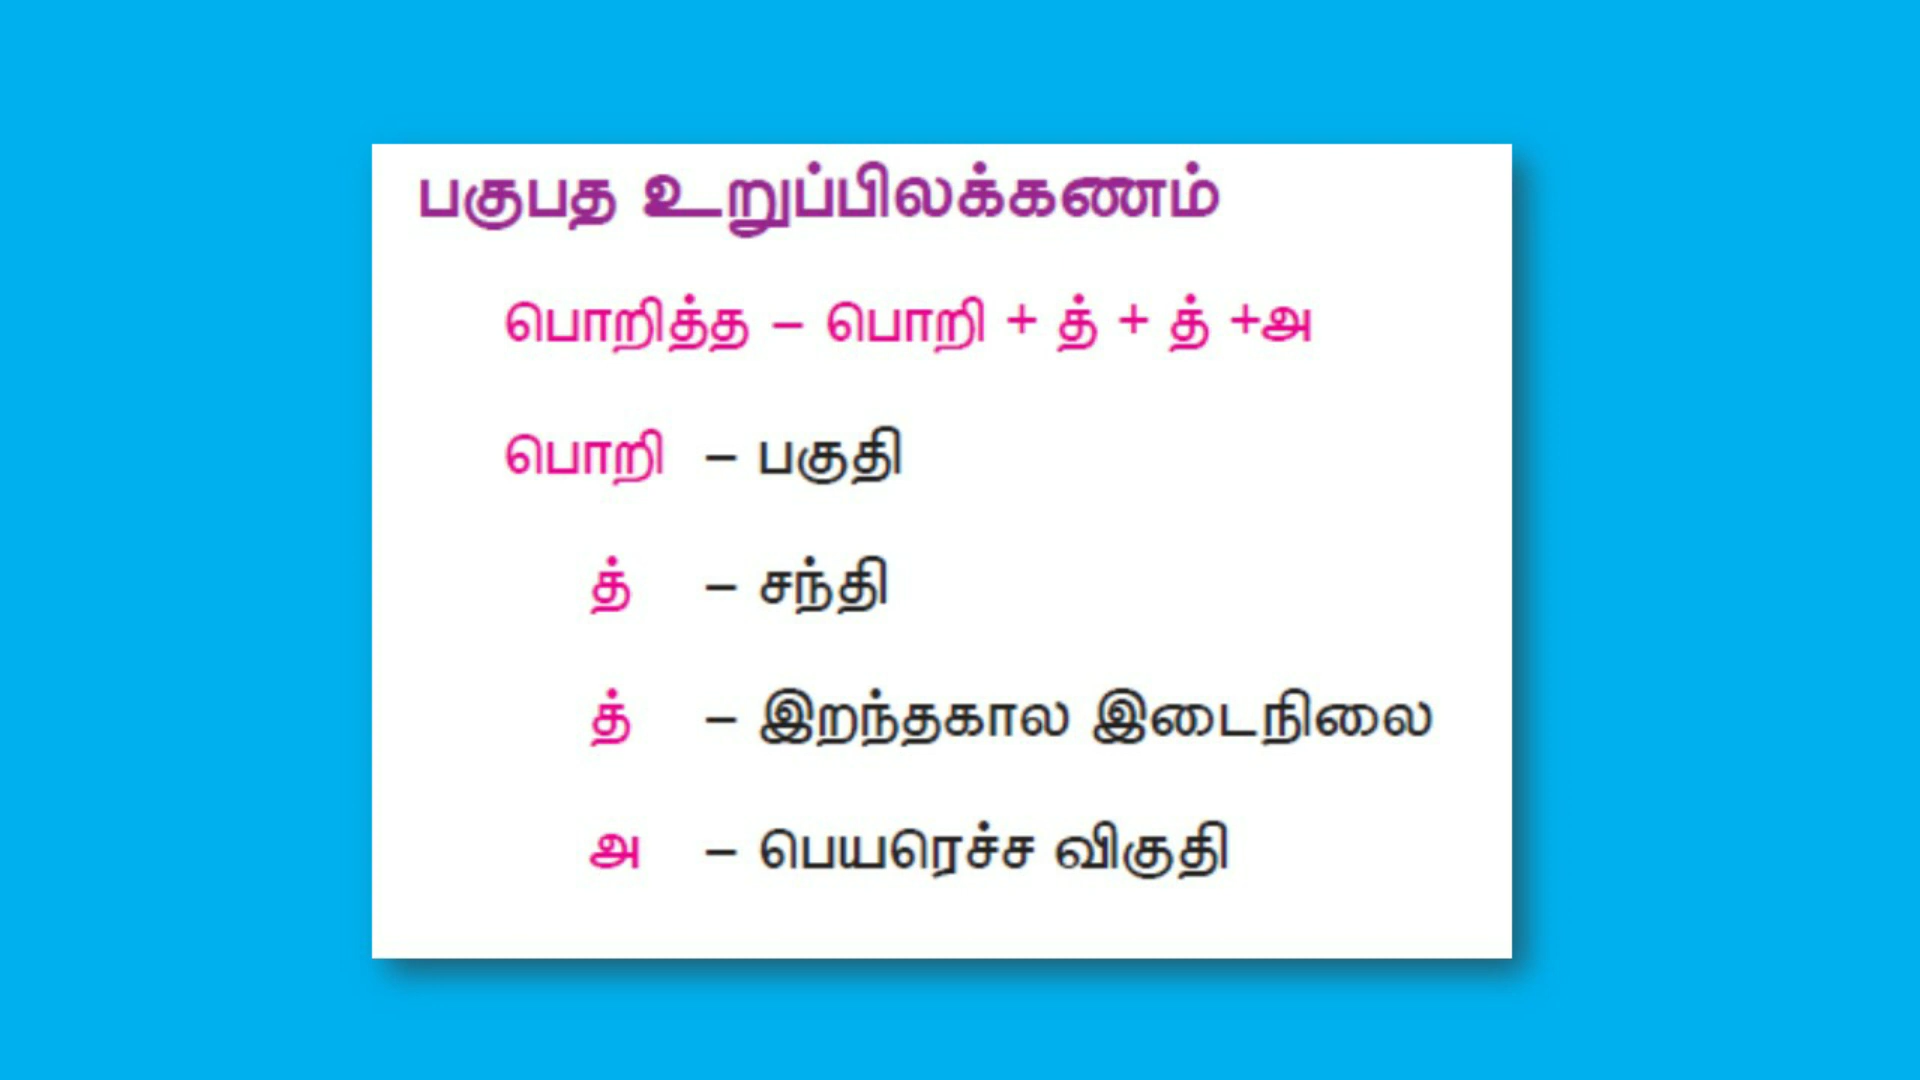 பகுபத உறுப்பிலக்கணம்
பொறித்த – பொறி + த் + த் +அ
பொறி – பகுதி
த் – சந்தி
த் – இறந்தகால இடைநிலை
அ – பெயரெச்ச விகுதி